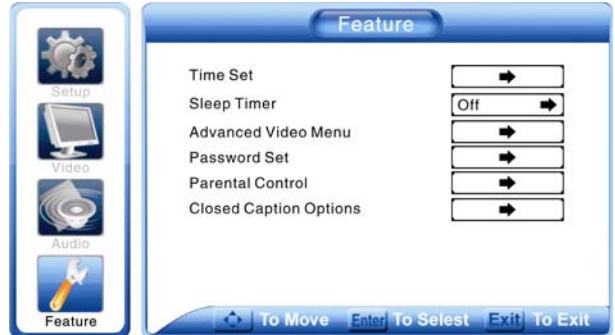 Feature
Setup
Video
Audio
Feature
Time Set
Sleep Timer Off
Advanced Video Menu
Password Set
Parental Control
Closed Caption Options
To Move Enter To Selest Exit To Exit